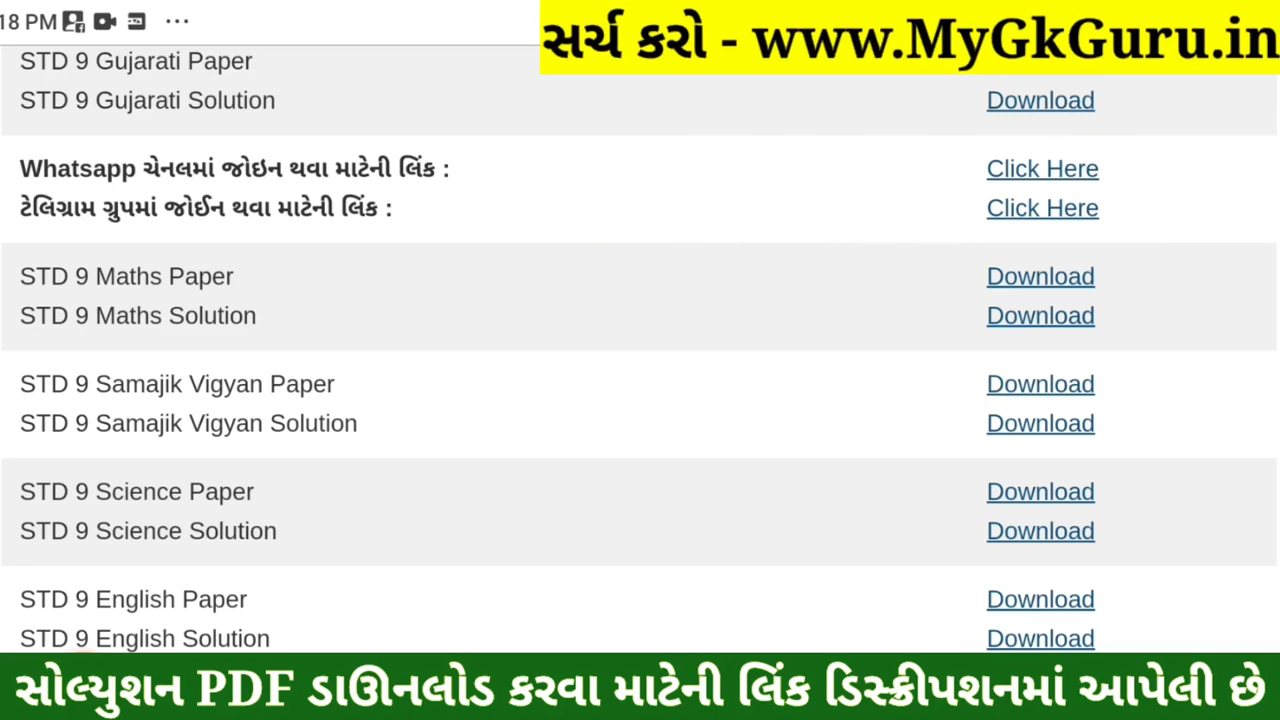 18 PM
સર્ચ કરો - www.MyGkGuru.in
STD 9 Gujarati Paper
STD 9 Gujarati Solution Download
Whatsapp ચેનલમાં જોઇન થવા માટેની લિંક : Click Here
ટેલિગ્રામ ગ્રુપમાં જોઈન થવા માટેની લિંક : Click Here
STD 9 Maths Paper Download
STD 9 Maths Solution Download
STD 9 Samajik Vigyan Paper Download
STD 9 Samajik Vigyan Solution Download
STD 9 Science Paper Download
STD 9 Science Solution Download
STD 9 English Paper Download
STD 9 English Solution Download
સોલ્યુશન PDF ડાઊનલોડ કરવા માટેની લિંક ડિસ્ક્રીપશનમાં આપેલી છે